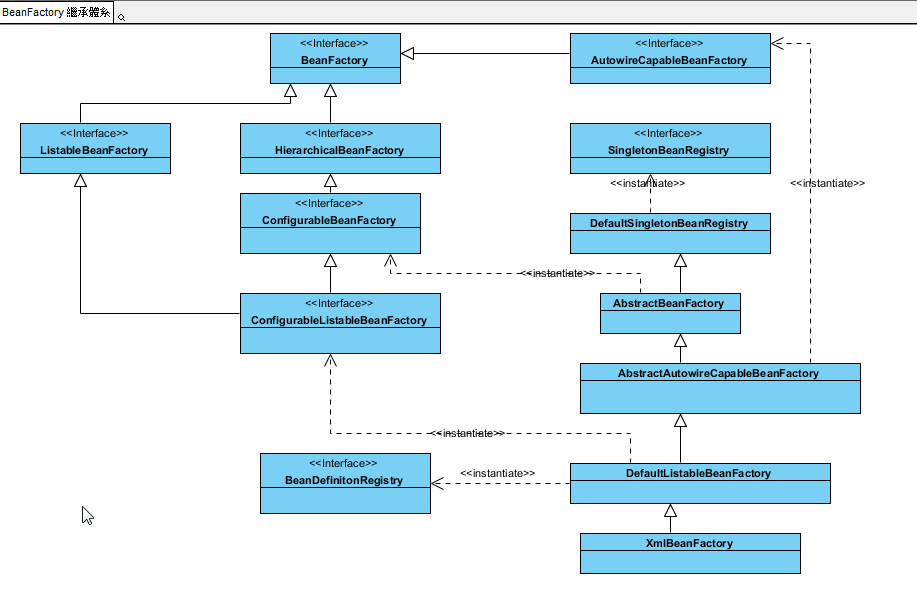 BeanFactory 繼承體系
<<Interface>>
BeanFactory
<<Interface>>
AutowireCapableBeanFactory
<<Interface>>
ListableBeanFactory
<<Interface>>
HierarchicalBeanFactory
<<Interface>>
SingletonBeanRegistry
<<instantiate>>
<<instantiate>>
<<Interface>>
ConfigurableBeanFactory
DefaultSingletonBeanRegistry
<<instantiate>>
<<Interface>>
ConfigurableListableBeanFactory
AbstractBeanFactory
AbstractAutowireCapableBeanFactory
<<instantiate>>
<<Interface>>
BeanDefinitonRegistry
<<instantiate>>
DefaultListableBeanFactory
XmlBeanFactory